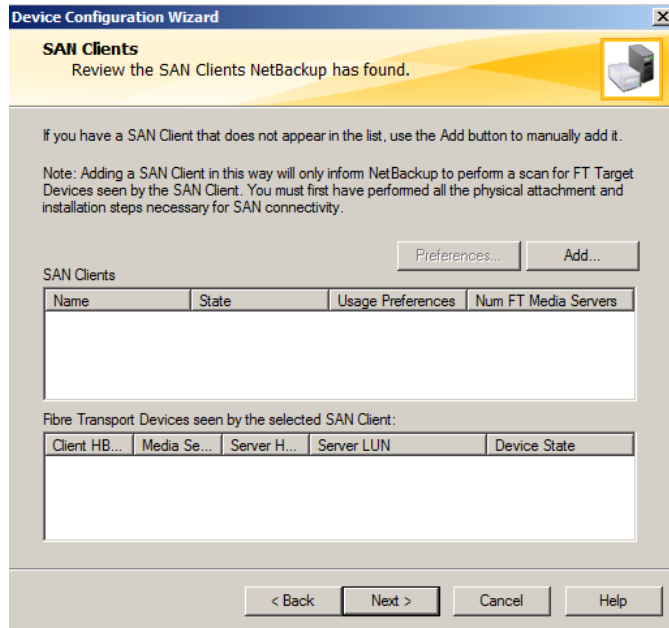 Device Configuration Wizard
SAN Clients
Review the SAN Clients NetBackup has found.
If you have a SAN Client that does not appear in the list, use the Add button to manually add it.
Note: Adding a SAN Client in this way will only inform NetBackup to perform a scan for FT Target
Devices seen by the SAN Client. You must first have performed all the physical attachment and
installation steps necessary for SAN connectivity.
Preferences... Add...
SAN Clients
Name State Usage Preferences Num FT Media Servers
Fibre Transport Devices seen by the selected SAN Client:
Client HB... Media Se... Server H... Server LUN Device State
< Back Next > Cancel Help